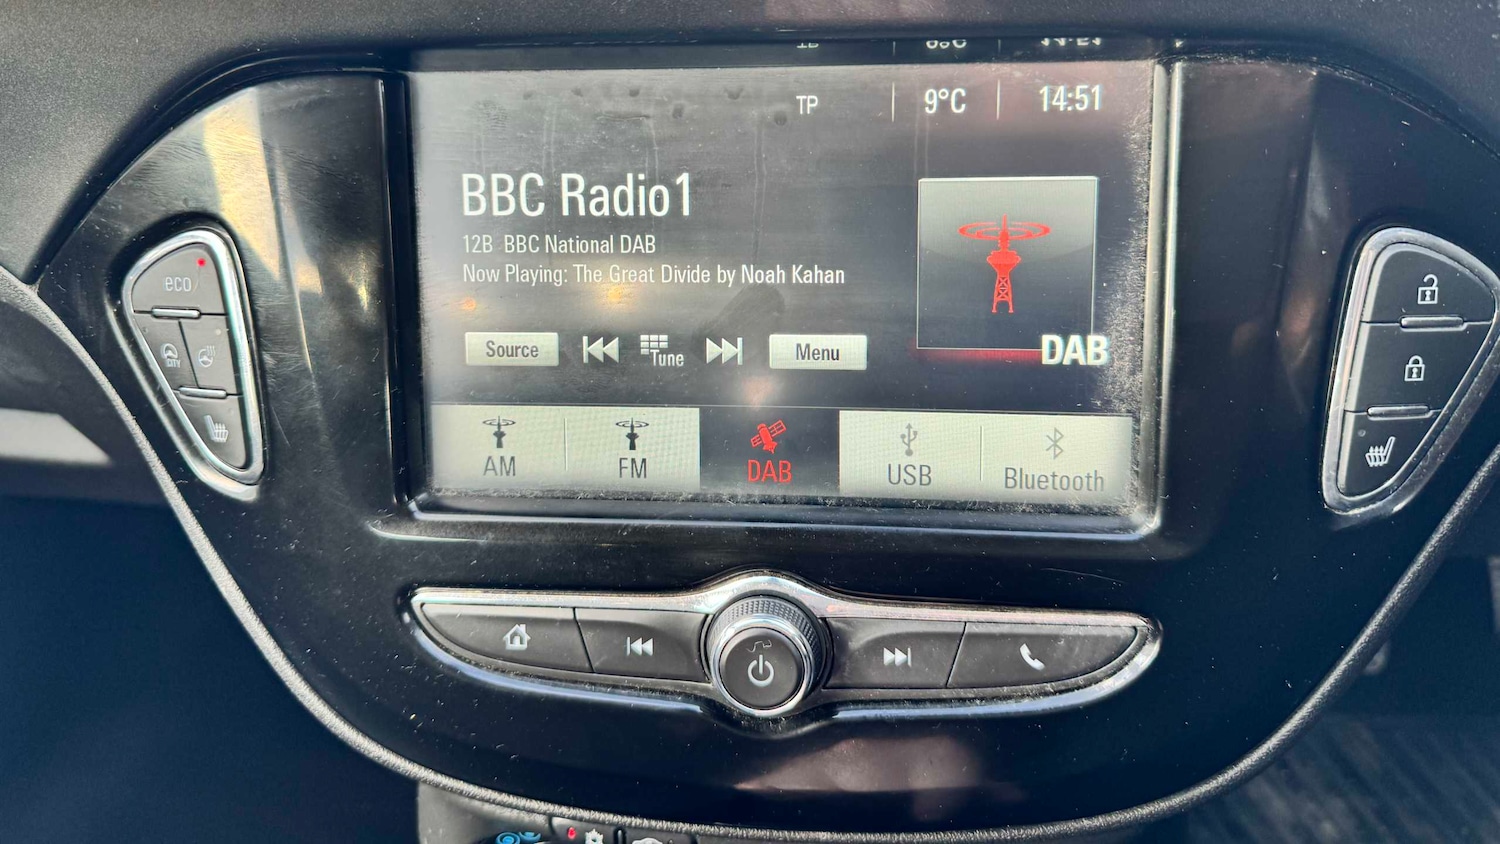 TP 9°C 14:51
BBC Radio1
12B BBC National DAB
Now Playing: The Great Divide by Noah Kahan
DAB
Source Tune Menu
AM FM DAB USB Bluetooth
eco
CITY